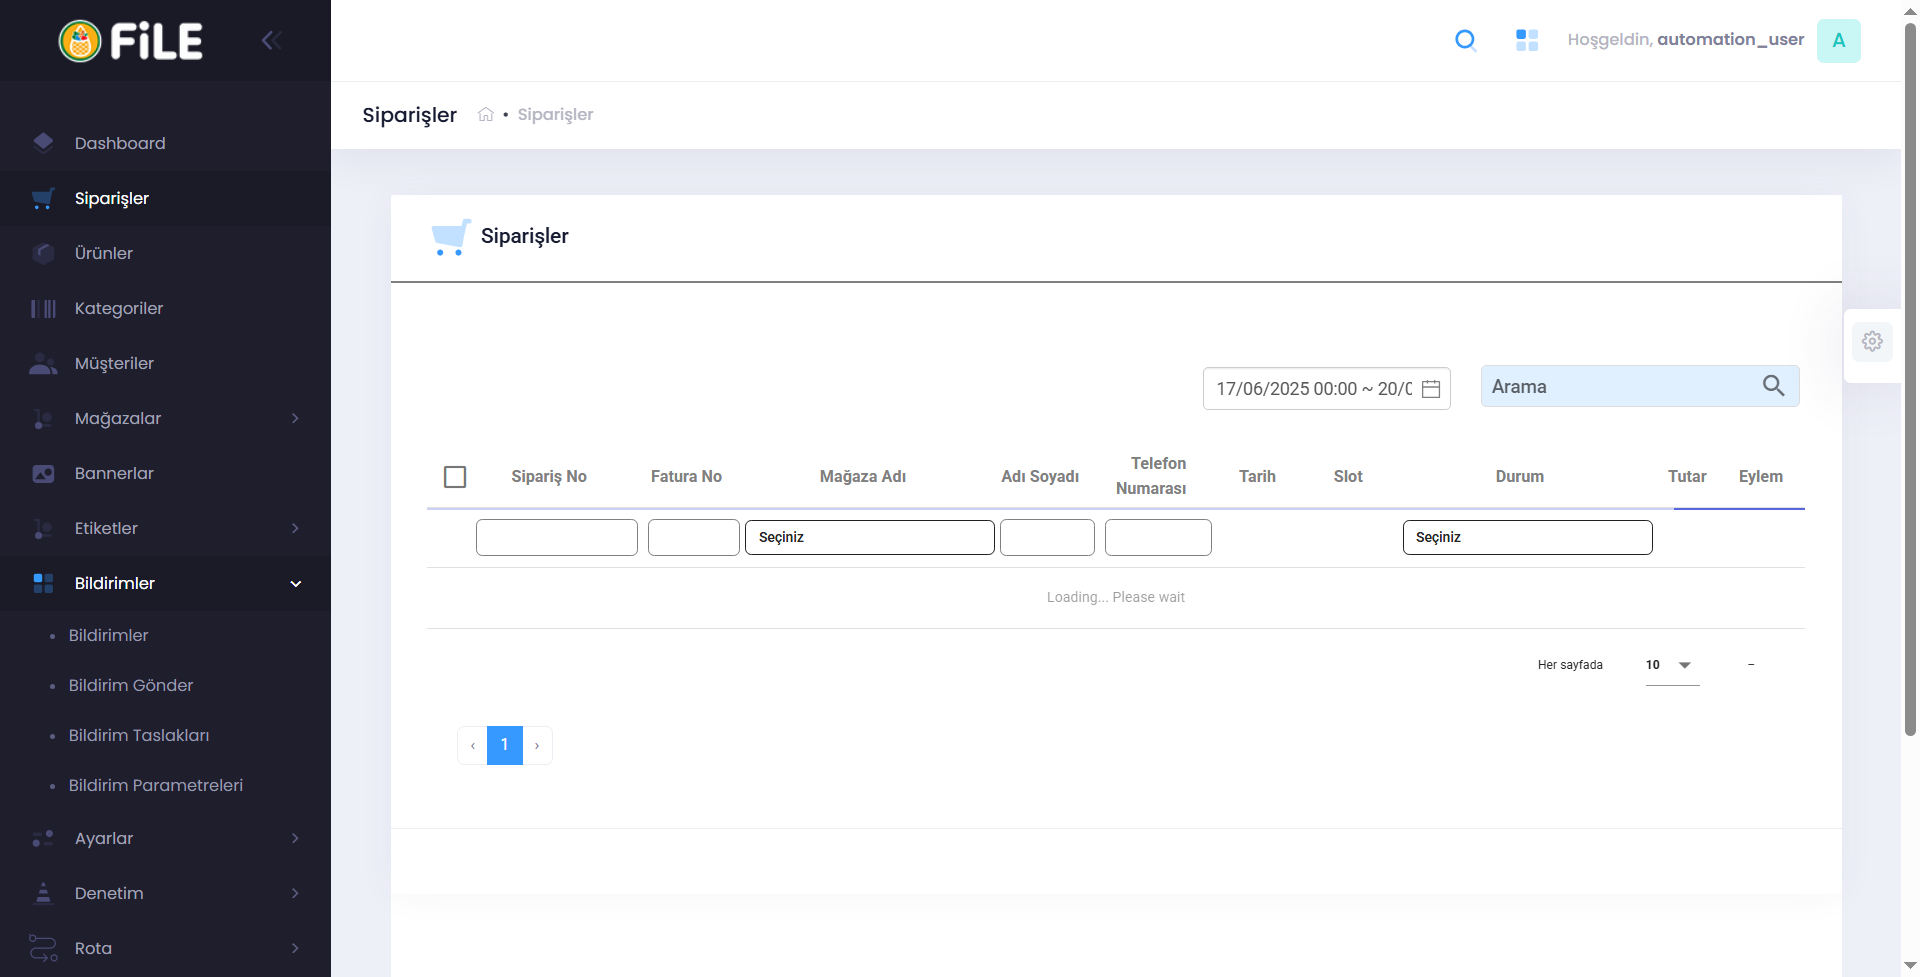 FiLE
Hoşgeldin, automation_user
A
Siparişler
Siparişler
Dashboard
Siparişler
Ürünler
Kategoriler
Müşteriler
Mağazalar
Bannerlar
Etiketler
Bildirimler
Bildirimler
Bildirim Gönder
Bildirim Taslakları
Bildirim Parametreleri
Ayarlar
Denetim
Rota
Siparişler
17/06/2025 00:00 ~ 20/0
Arama
Sipariş No
Fatura No
Mağaza Adı
Adı Soyadı
Telefon
Numarası
Tarih
Slot
Durum
Tutar
Eylem
Seçiniz
Seçiniz
Loading... Please wait
Her sayfada
10
–
‹
1
›